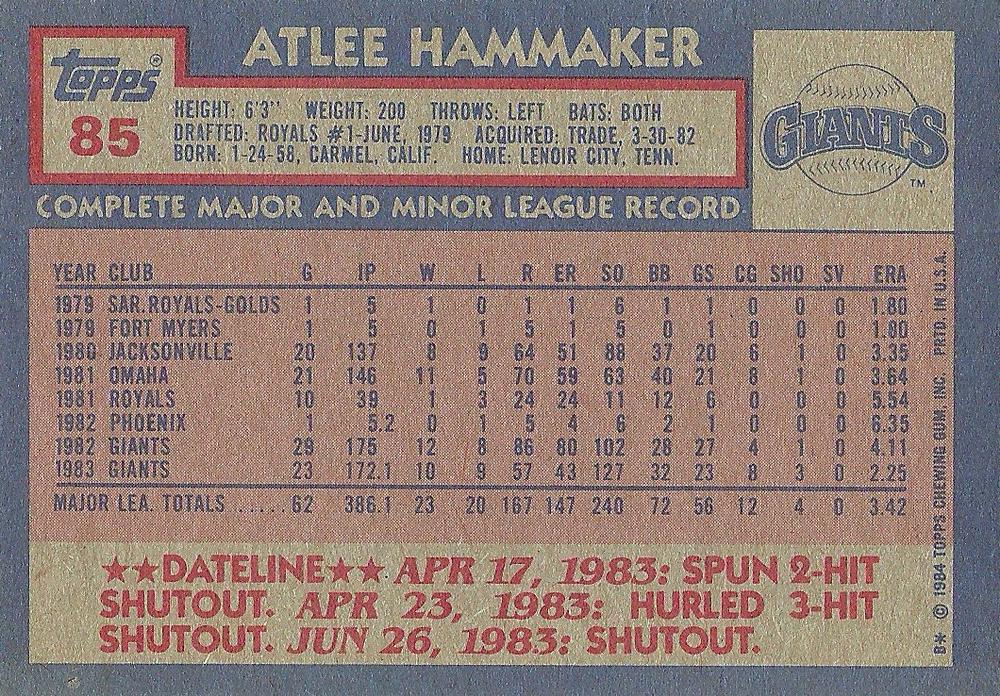 ATLEE HAMMAKER
Topps®
85
HEIGHT: 6'3" WEIGHT: 200 THROWS: LEFT BATS: BOTH
DRAFTED: ROYALS #1-JUNE, 1979 ACQUIRED: TRADE, 3-30-82
BORN: 1-24-58, CARMEL, CALIF. HOME: LENOIR CITY, TENN.
GIANTS
TM.
COMPLETE MAJOR AND MINOR LEAGUE RECORD
YEAR CLUB G IP W L R ER SO BB GS CG SHO SV ERA
1979 SAR.ROYALS-GOLDS 1 5 1 0 1 1 6 1 1 0 0 0 1.80
1979 FORT MYERS 1 5 0 1 5 1 5 0 1 0 0 0 1.80
1980 JACKSONVILLE 20 137 8 9 64 51 88 37 20 6 1 0 3.35
1981 OMAHA 21 146 11 5 70 59 63 40 21 8 1 0 3.64
1981 ROYALS 10 39 1 3 24 24 11 12 6 0 0 0 5.54
1982 PHOENIX 1 5.2 0 1 5 4 6 2 1 0 0 0 6.35
1982 GIANTS 29 175 12 8 86 80 102 28 27 4 1 0 4.11
1983 GIANTS 23 172.1 10 9 57 43 127 32 23 8 3 0 2.25
MAJOR LEA. TOTALS ..... 62 386.1 23 20 167 147 240 72 56 12 4 0 3.42
★★DATELINE★★ APR 17, 1983: SPUN 2-HIT
SHUTOUT. APR 23, 1983: HURLED 3-HIT
SHUTOUT. JUN 26, 1983: SHUTOUT.
B* © 1984 TOPPS CHEWING GUM, INC. PRTD. IN U.S.A.